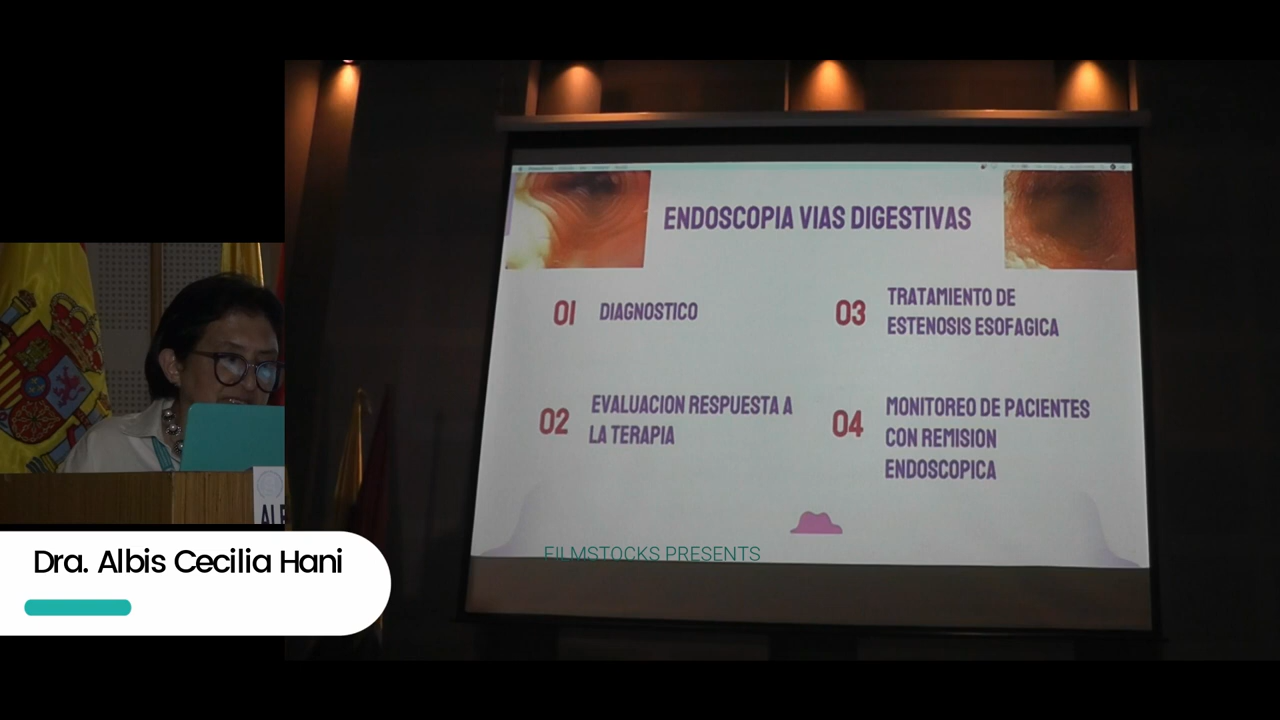 ENDOSCOPIA VIAS DIGESTIVAS
01 DIAGNOSTICO
02 EVALUACION RESPUESTA A
LA TERAPIA
03 TRATAMIENTO DE
ESTENOSIS ESOFAGICA
04 MONITOREO DE PACIENTES
CON REMISION
ENDOSCOPICA
FILMSTOCKS PRESENTS
Dra. Albis Cecilia Hani